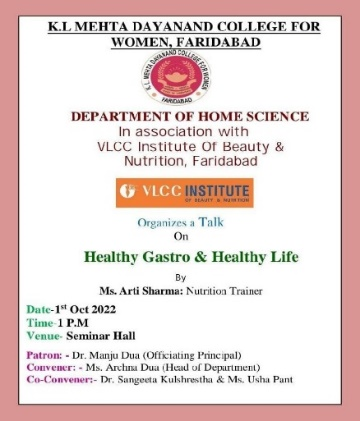 K.L MEHTA DAYANAND COLLEGE FOR
WOMEN, FARIDABAD
K. L. MEHTA DAYANAND COLLEGE FOR WOMEN
FARIDABAD
DEPARTMENT OF HOME SCIENCE
In association with
VLCC Institute Of Beauty &
Nutrition, Faridabad
VLCC INSTITUTE
OF BEAUTY & NUTRITION
Organizes a Talk
On
Healthy Gastro & Healthy Life
By
Ms. Arti Sharma: Nutrition Trainer
Date-1st Oct 2022
Time-1 P.M
Venue- Seminar Hall
Patron: - Dr. Manju Dua (Officiating Principal)
Convener: - Ms. Archna Dua (Head of Department)
Co-Convener:- Dr. Sangeeta Kulshrestha & Ms. Usha Pant